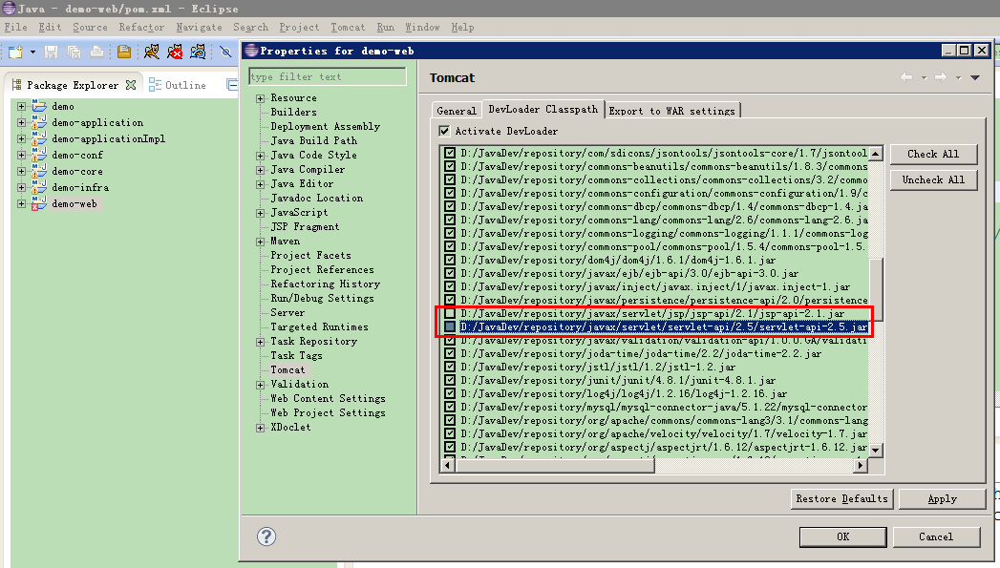 Java - demo-web/pom.xml - Eclipse
File Edit Source Refactor Navigate Search Project Tomcat Run Window Help
Package Explorer
Outline
demo
demo-application
demo-applicationImpl
demo-conf
demo-core
demo-infra
demo-web
Properties for demo-web
type filter text
Resource
Builders
Deployment Assembly
Java Build Path
Java Code Style
Java Compiler
Java Editor
Javadoc Location
JavaScript
JSP Fragment
Maven
Project Facets
Project References
Refactoring History
Run/Debug Settings
Server
Targeted Runtimes
Task Repository
Task Tags
Tomcat
Validation
Web Content Settings
Web Project Settings
XDoclet
Tomcat
General DevLoader Classpath Export to WAR settings
Activate DevLoader
D:/JavaDev/repository/com/sdicons/jsontools/jsontools-core/1.7/jsontool
D:/JavaDev/repository/commons-beanutils/commons-beanutils/1.8.3/commons
D:/JavaDev/repository/commons-collections/commons-collections/3.2/commo
D:/JavaDev/repository/commons-configuration/commons-configuration/1.9/c
D:/JavaDev/repository/commons-dbcp/commons-dbcp/1.4/commons-dbcp-1.4.ja
D:/JavaDev/repository/commons-lang/commons-lang/2.6/commons-lang-2.6.ja
D:/JavaDev/repository/commons-logging/commons-logging/1.1.1/commons-log
D:/JavaDev/repository/commons-pool/commons-pool/1.5.4/commons-pool-1.5.
D:/JavaDev/repository/dom4j/dom4j/1.6.1/dom4j-1.6.1.jar
D:/JavaDev/repository/javax/ejb/ejb-api/3.0/ejb-api-3.0.jar
D:/JavaDev/repository/javax/inject/javax.inject/1/javax.inject-1.jar
D:/JavaDev/repository/javax/persistence/persistence-api/2.0/persistence
D:/JavaDev/repository/javax/servlet/jsp/jsp-api/2.1/jsp-api-2.1.jar
D:/JavaDev/repository/javax/servlet/servlet-api/2.5/servlet-api-2.5.jar
D:/JavaDev/repository/javax/validation/validation-api/1.0.0.GA/validati
D:/JavaDev/repository/joda-time/joda-time/2.2/joda-time-2.2.jar
D:/JavaDev/repository/jstl/jstl/1.2/jstl-1.2.jar
D:/JavaDev/repository/junit/junit/4.8.1/junit-4.8.1.jar
D:/JavaDev/repository/log4j/log4j/1.2.16/log4j-1.2.16.jar
D:/JavaDev/repository/mysql/mysql-connector-java/5.1.22/mysql-connector
D:/JavaDev/repository/org/apache/commons/commons-lang3/3.1/commons-lang
D:/JavaDev/repository/org/apache/velocity/velocity/1.7/velocity-1.7.jar
D:/JavaDev/repository/org/aspectj/aspectjrt/1.6.12/aspectjrt-1.6.12.jar
Check All
Uncheck All
Restore Defaults Apply
OK Cancel